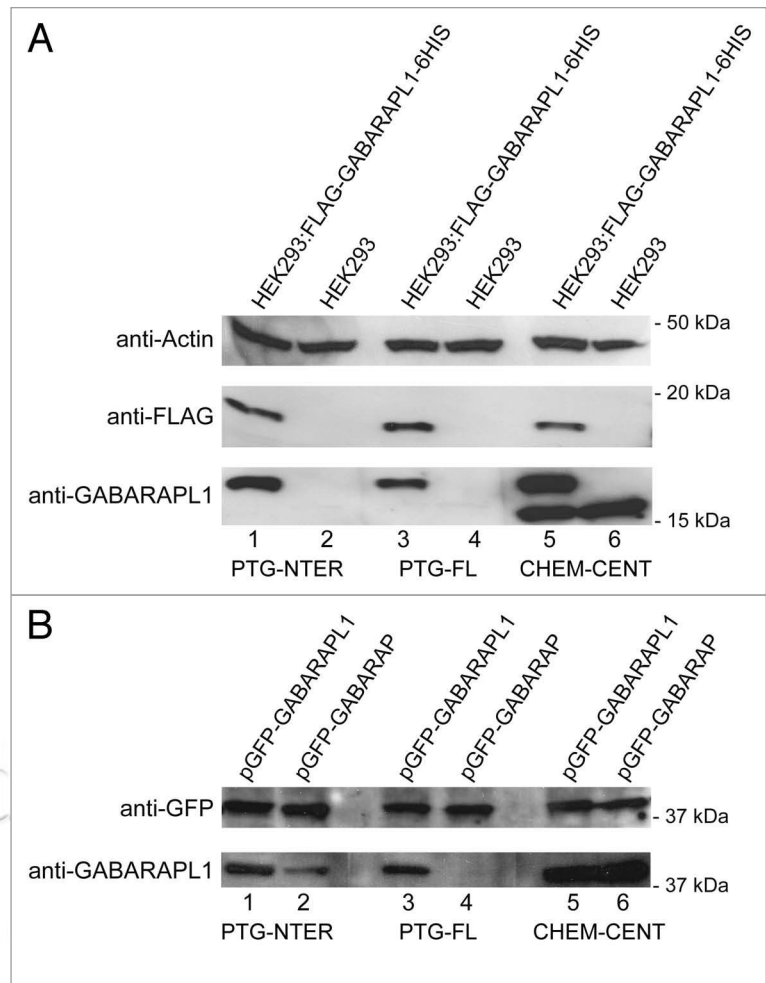 A
HEK293:FLAG-GABARAPL1-6HIS
HEK293
HEK293:FLAG-GABARAPL1-6HIS
HEK293
HEK293:FLAG-GABARAPL1-6HIS
HEK293
anti-Actin
- 50 kDa
anti-FLAG
- 20 kDa
anti-GABARAPL1
- 15 kDa
1 2 3 4 5 6
PTG-NTER PTG-FL CHEM-CENT
B
pGFP-GABARAPL1
pGFP-GABARAP
pGFP-GABARAPL1
pGFP-GABARAP
pGFP-GABARAPL1
pGFP-GABARAP
anti-GFP
- 37 kDa
anti-GABARAPL1
- 37 kDa
1 2 3 4 5 6
PTG-NTER PTG-FL CHEM-CENT